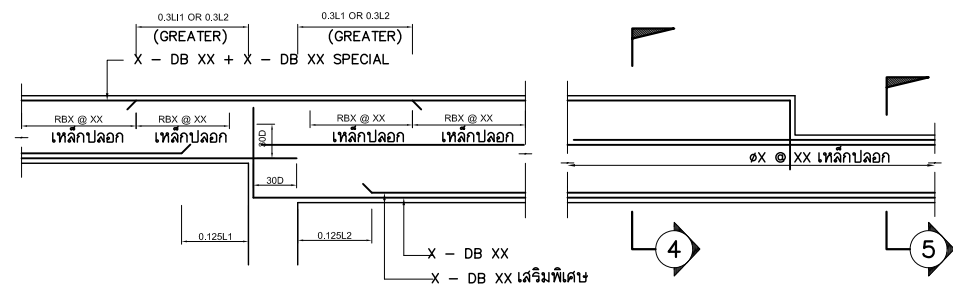 0.3LI1 OR 0.3L2 0.3LI1 OR 0.3L2
(GREATER) (GREATER)
X - DB XX + X - DB XX SPECIAL
RBX @ XX RBX @ XX RBX @ XX RBX @ XX
เหล็กปลอก เหล็กปลอก เหล็กปลอก เหล็กปลอก
30D
øX @ XX เหล็กปลอก
30D
0.125L1 0.125L2
4 5
X - DB XX
X - DB XX เสริมพิเศษ